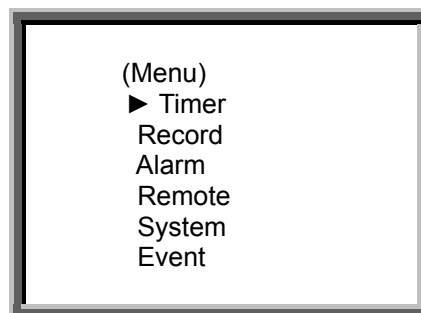 (Menu)
► Timer
Record
Alarm
Remote
System
Event